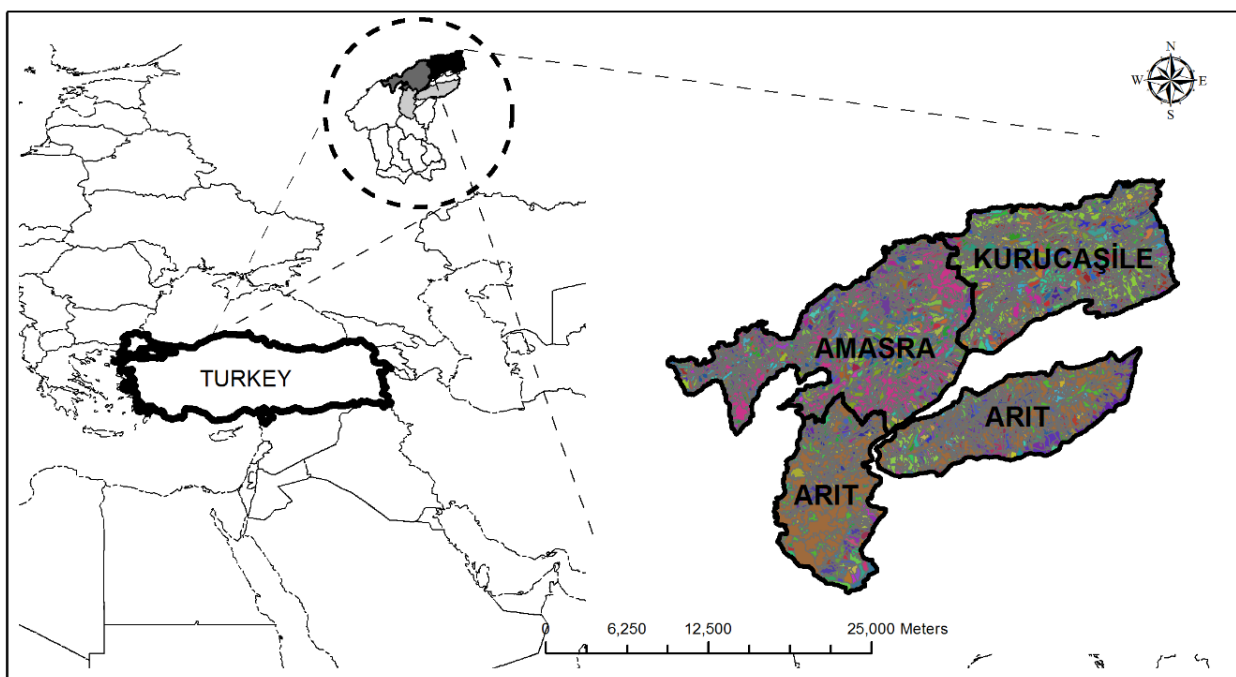 N
W E
S
KURUCAŞİLE
AMASRA
TURKEY
ARIT
ARIT
0 6,250 12,500 25,000 Meters